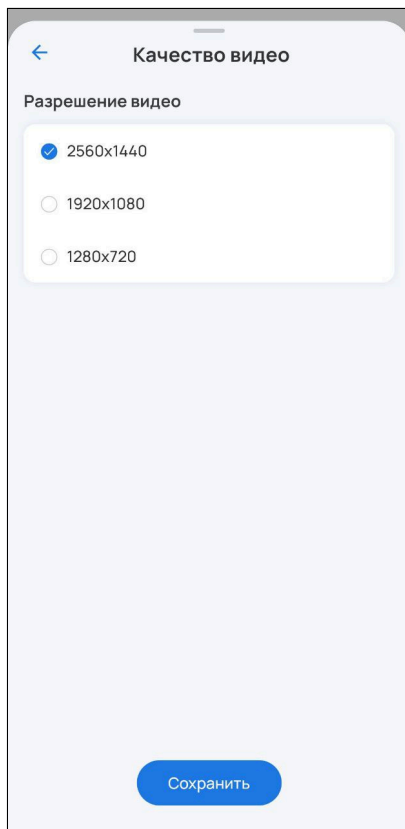 Качество видео
Разрешение видео
2560x1440
1920x1080
1280x720
Сохранить